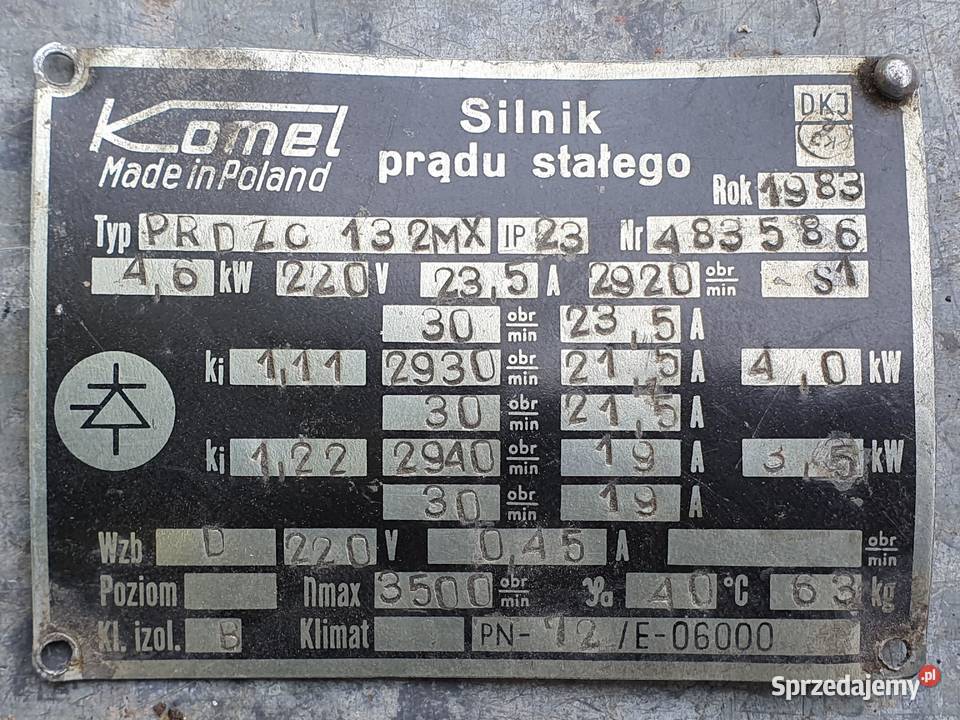 Komel
Made in Poland
Silnik
prądu stałego
DKJ
Rok 1983
Typ PRDZC 132MX IP 23 Nr 483586
4,6 kW 220 V 23,5 A 2920 obr/min S1
30 obr/min 23,5 A
ki 1,11 2930 obr/min 21,5 A 4,0 kW
30 obr/min 21,5 A
ki 1,22 2940 obr/min 19 A 3,5 kW
30 obr/min 19 A
Wzb D 220 V 0,45 A obr/min
Poziom nmax 3500 obr/min ϑa 40 °C 63 kg
Kl. izol. B Klimat PN-72/E-06000
Sprzedajemy.pl